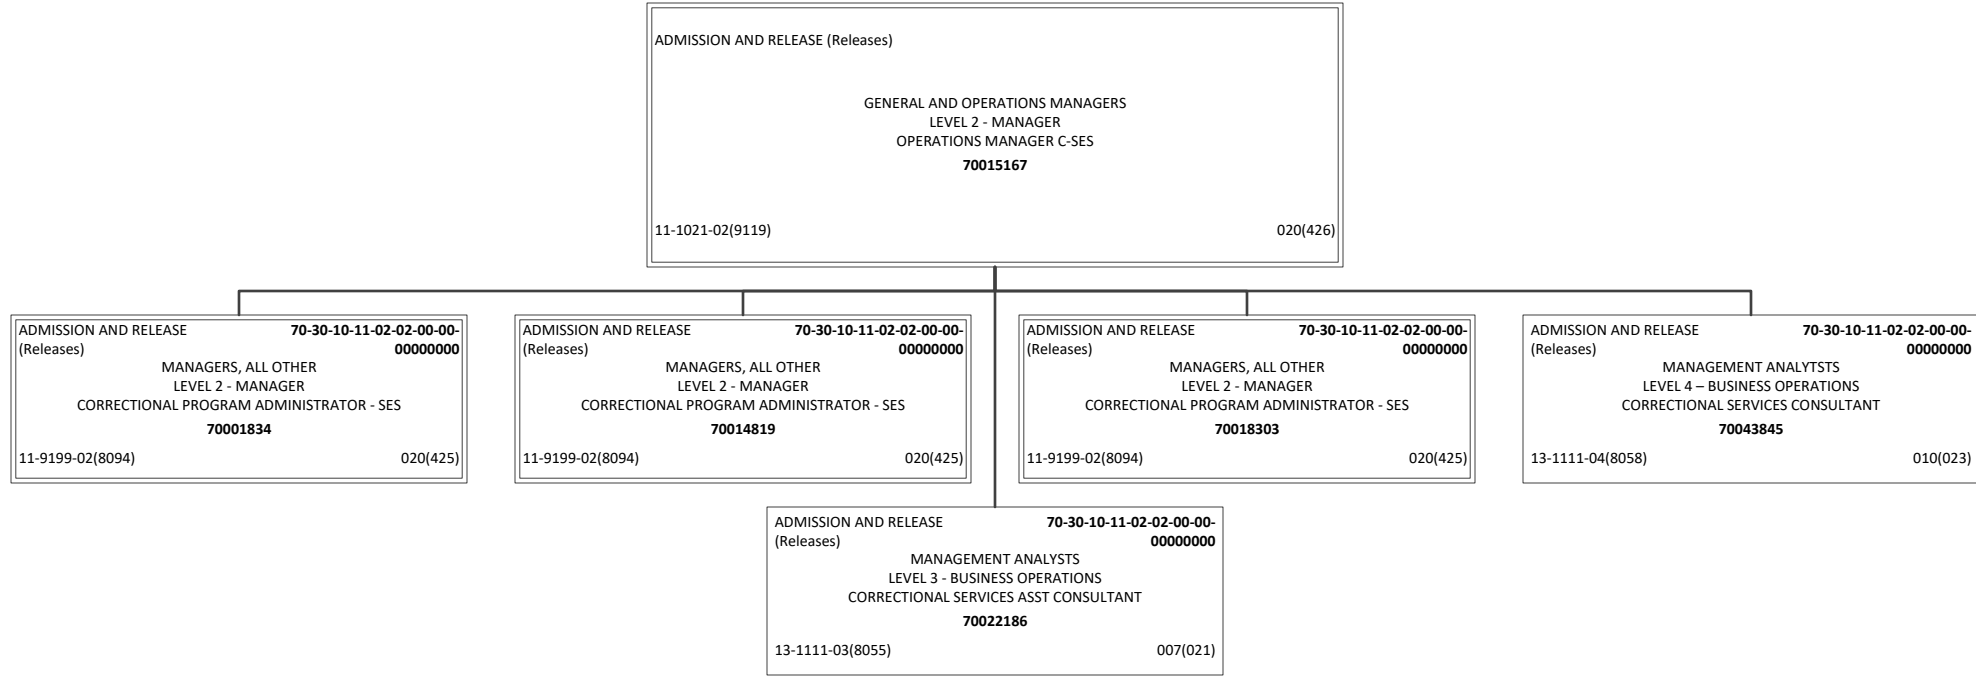 ADMISSION AND RELEASE (Releases)
GENERAL AND OPERATIONS MANAGERS
LEVEL 2 - MANAGER
OPERATIONS MANAGER C-SES
70015167
11-1021-02(9119) 020(426)
ADMISSION AND RELEASE 70-30-10-11-02-02-00-00-
(Releases) 00000000
MANAGERS, ALL OTHER
LEVEL 2 - MANAGER
CORRECTIONAL PROGRAM ADMINISTRATOR - SES
70001834
11-9199-02(8094) 020(425)
ADMISSION AND RELEASE 70-30-10-11-02-02-00-00-
(Releases) 00000000
MANAGERS, ALL OTHER
LEVEL 2 - MANAGER
CORRECTIONAL PROGRAM ADMINISTRATOR - SES
70014819
11-9199-02(8094) 020(425)
ADMISSION AND RELEASE 70-30-10-11-02-02-00-00-
(Releases) 00000000
MANAGERS, ALL OTHER
LEVEL 2 - MANAGER
CORRECTIONAL PROGRAM ADMINISTRATOR - SES
70018303
11-9199-02(8094) 020(425)
ADMISSION AND RELEASE 70-30-10-11-02-02-00-00-
(Releases) 00000000
MANAGEMENT ANALYTSTS
LEVEL 4 – BUSINESS OPERATIONS
CORRECTIONAL SERVICES CONSULTANT
70043845
13-1111-04(8058) 010(023)
ADMISSION AND RELEASE 70-30-10-11-02-02-00-00-
(Releases) 00000000
MANAGEMENT ANALYSTS
LEVEL 3 - BUSINESS OPERATIONS
CORRECTIONAL SERVICES ASST CONSULTANT
70022186
13-1111-03(8055) 007(021)